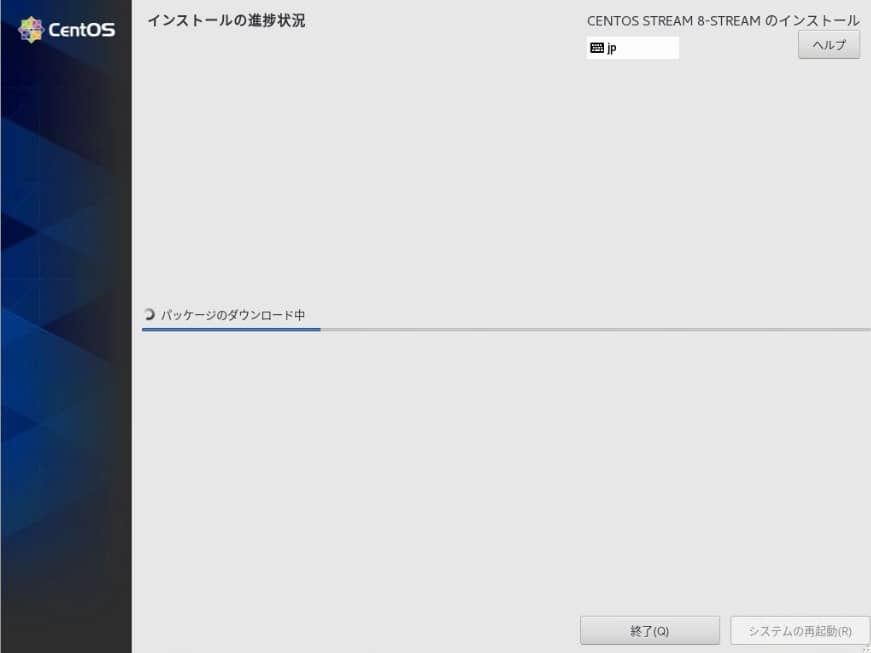 CentOS
インストールの進捗状況
CENTOS STREAM 8-STREAM のインストール
jp
ヘルプ
パッケージのダウンロード中
終了(Q)
システムの再起動(R)